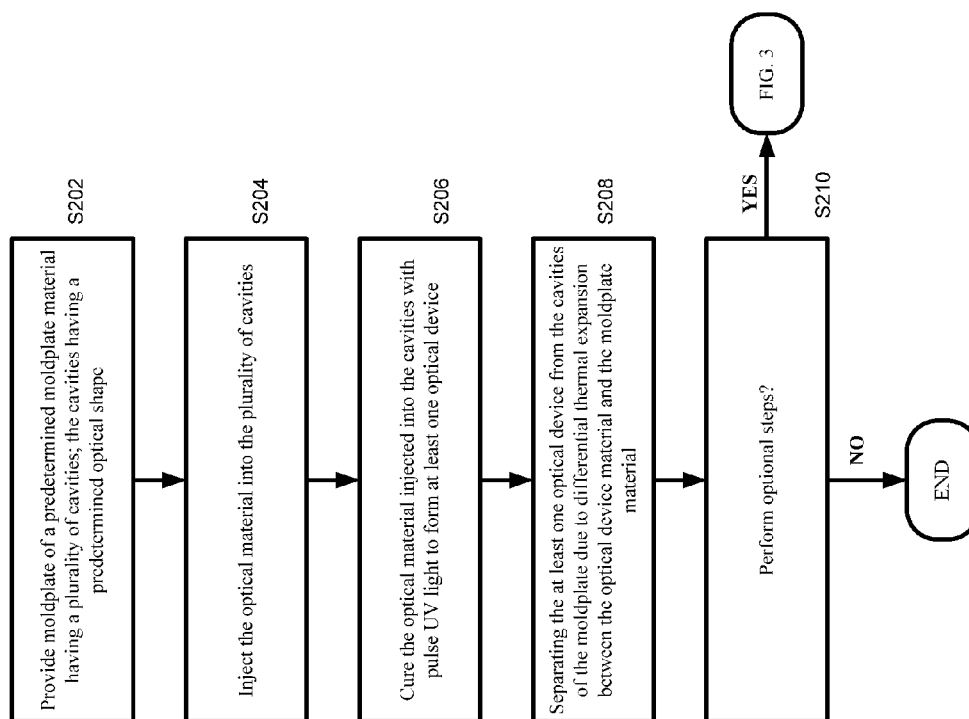 Provide moldplate of a predetermined moldplate material
having a plurality of cavities; the cavities having a
predetermined optical shape
S202
Inject the optical material into the plurality of cavities
S204
Cure the optical material injected into the cavities with
pulse UV light to form at least one optical device
S206
Separating the at least one optical device from the cavities
of the moldplate due to differential thermal expansion
between the optical device material and the moldplate
material
S208
Perform optional steps?
S210
YES
FIG. 3
NO
END